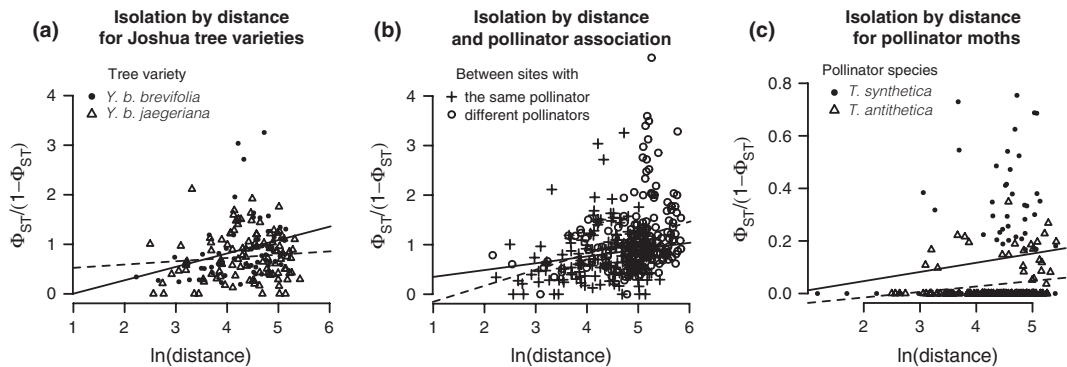 (a)
Isolation by distance
for Joshua tree varieties
Tree variety
Y. b. brevifolia
Y. b. jaegeriana
4
3
2
1
0
ΦST/(1−ΦST)
1 2 3 4 5 6
ln(distance)
(b)
Isolation by distance
and pollinator association
Between sites with
the same pollinator
different pollinators
4
3
2
1
0
ΦST/(1−ΦST)
1 2 3 4 5 6
ln(distance)
(c)
Isolation by distance
for pollinator moths
Pollinator species
T. synthetica
T. antithetica
0.8
0.6
0.4
0.2
0.0
ΦST/(1−ΦST)
2 3 4 5
ln(distance)